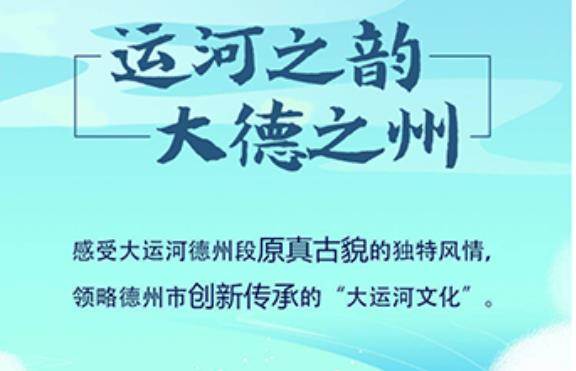 运河之韵
大德之州
感受大运河德州段原真古貌的独特风情，
领略德州市创新传承的“大运河文化”。